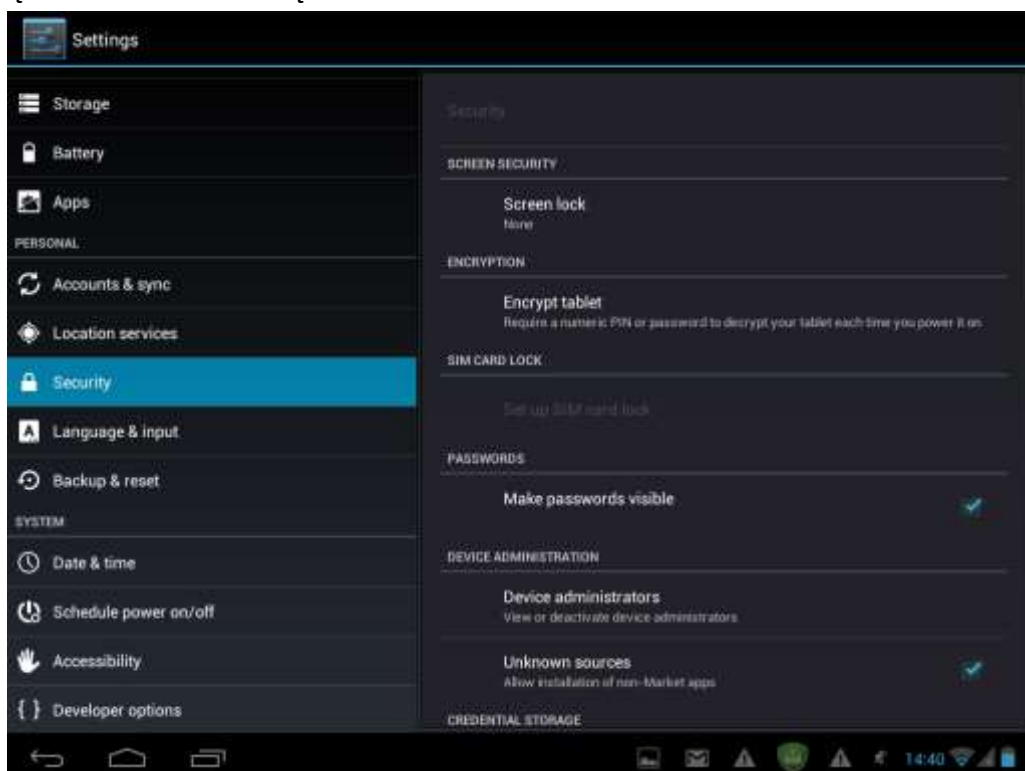 Settings
Storage
Battery
Apps
PERSONAL
Accounts & sync
Location services
Security
Language & input
Backup & reset
SYSTEM
Date & time
Schedule power on/off
Accessibility
{ } Developer options
Security
SCREEN SECURITY
Screen lock
None
ENCRYPTION
Encrypt tablet
Require a numeric PIN or password to decrypt your tablet each time you power it on
SIM CARD LOCK
Set up SIM card lock
PASSWORDS
Make passwords visible
DEVICE ADMINISTRATION
Device administrators
View or deactivate device administrators
Unknown sources
Allow installation of non-Market apps
CREDENTIAL STORAGE
14:40